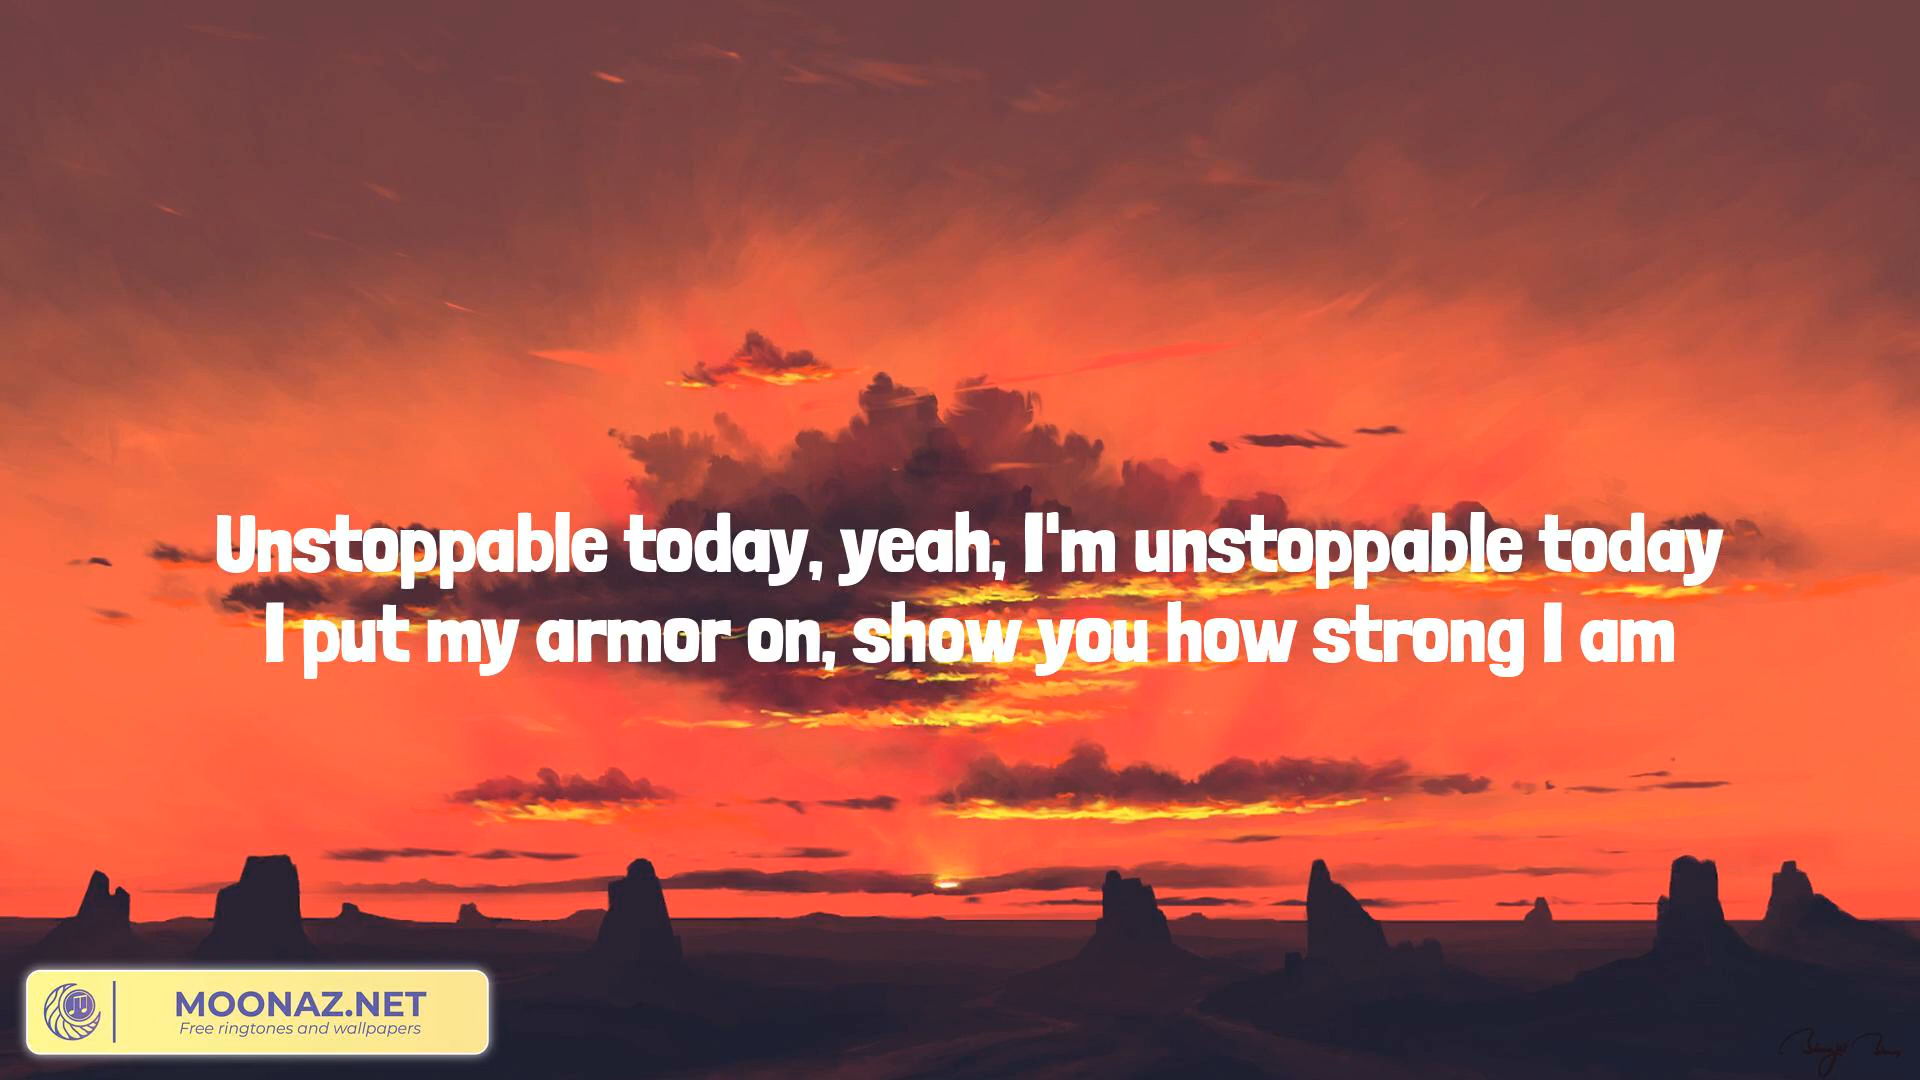 Unstoppable today, yeah, I'm unstoppable today
I put my armor on, show you how strong I am
MOONAZ.NET
Free ringtones and wallpapers